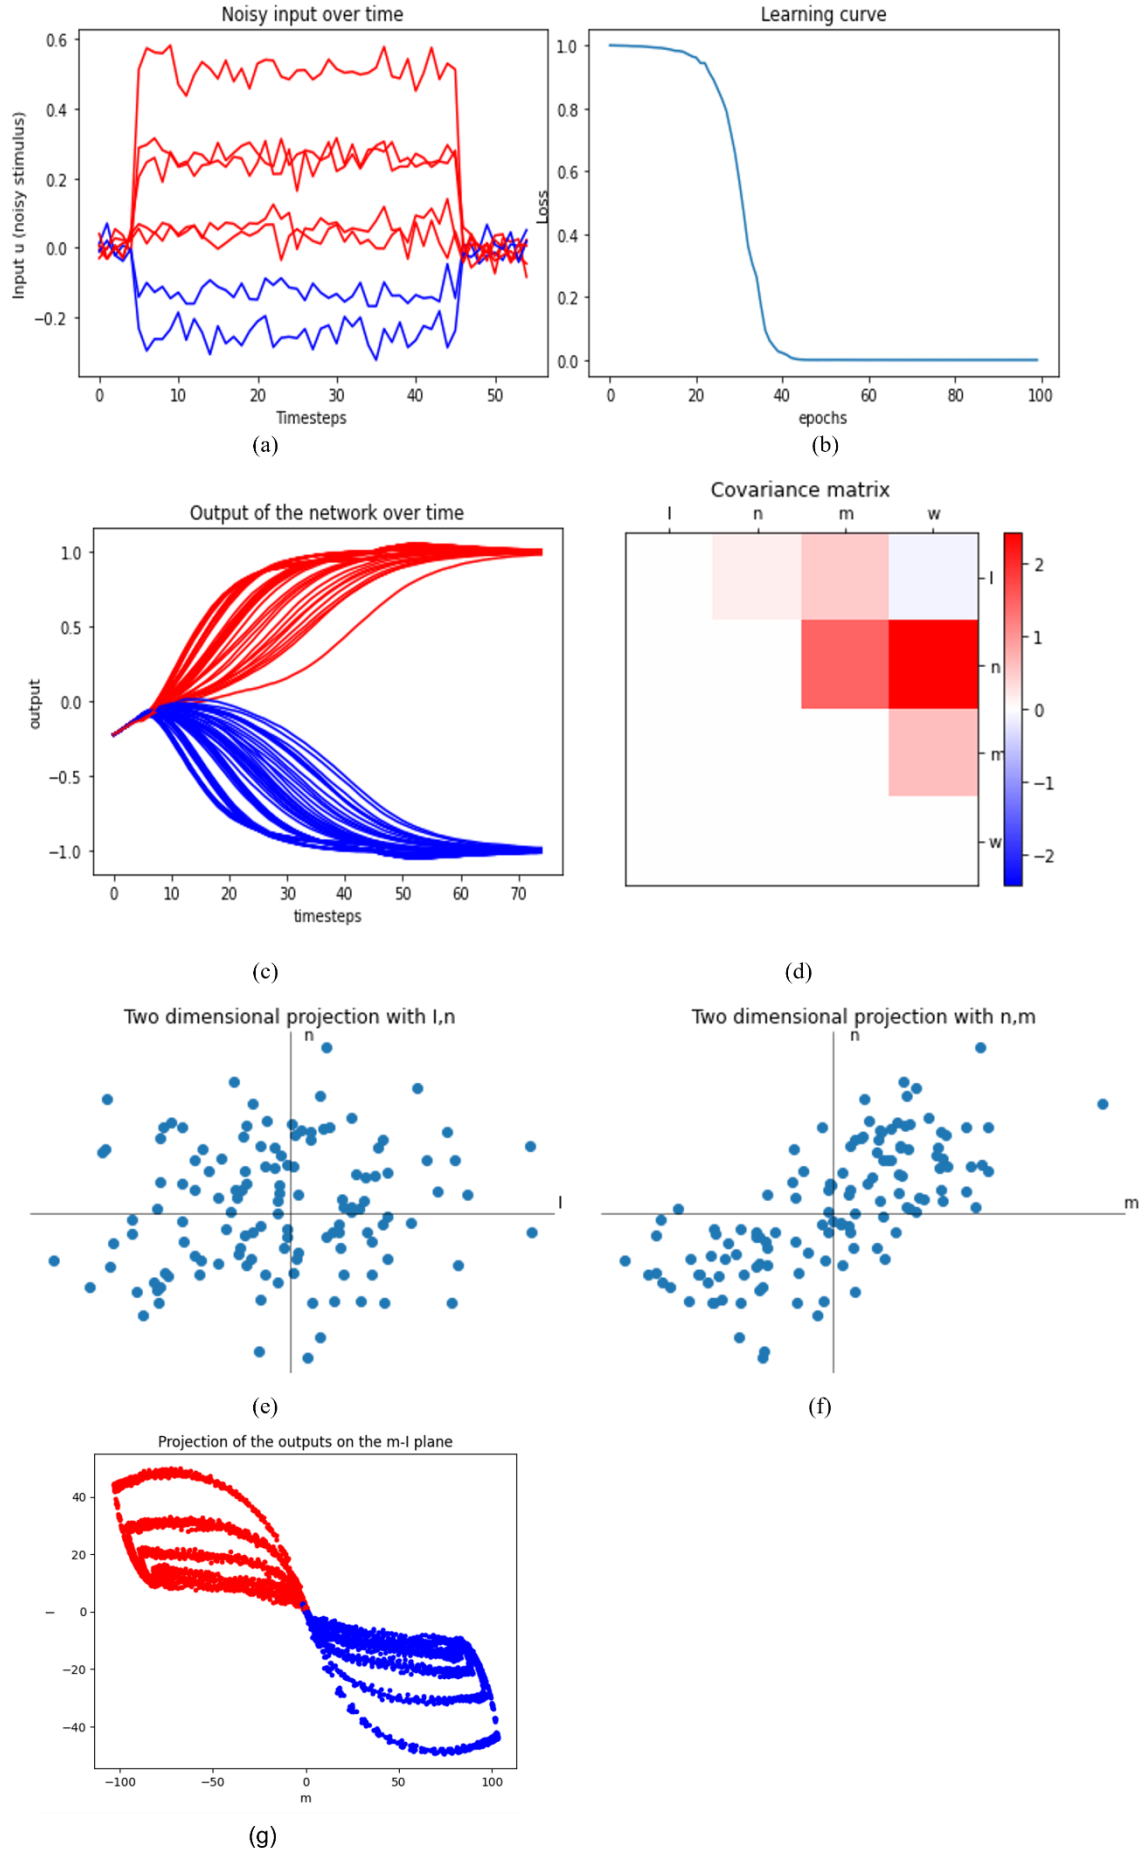 Noisy input over time
Input u (noisy stimulus)
0.6
0.4
0.2
0.0
−0.2
0 10 20 30 40 50
Timesteps
(a)
Learning curve
Loss
1.0
0.8
0.6
0.4
0.2
0.0
0 20 40 60 80 100
epochs
(b)
Output of the network over time
output
1.0
0.5
0.0
−0.5
−1.0
0 10 20 30 40 50 60 70
timesteps
(c)
Covariance matrix
I n m w
I
n
m
w
2
1
0
−1
−2
(d)
Two dimensional projection with I,n
n
I
(e)
Two dimensional projection with n,m
n
m
(f)
Projection of the outputs on the m-I plane
I
40
20
0
−20
−40
−100 −50 0 50 100
m
(g)